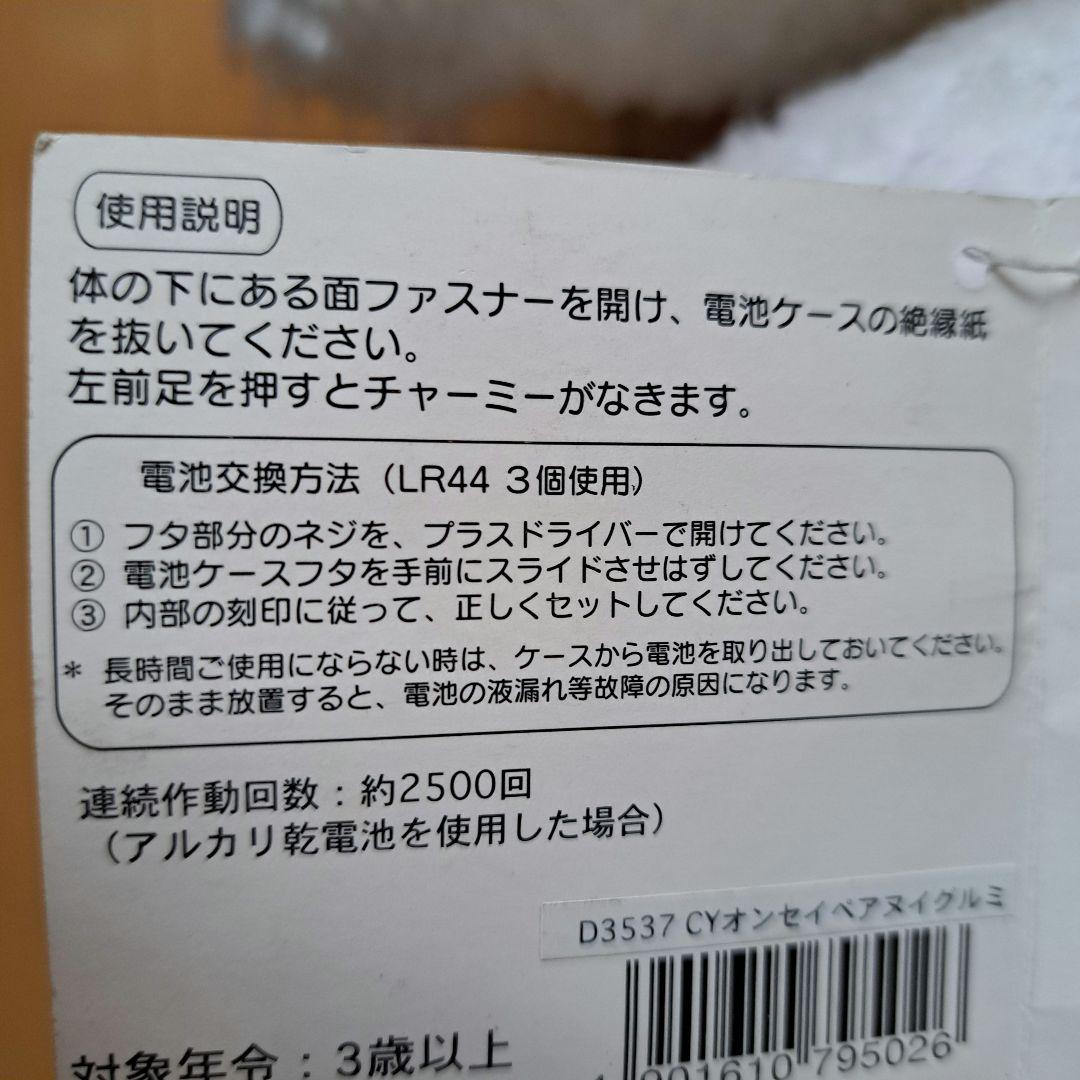 使用説明
体の下にある面ファスナーを開け、電池ケースの絶縁紙
を抜いてください。
左前足を押すとチャーミーがなきます。
電池交換方法（LR44 3個使用）
① フタ部分のネジを、プラスドライバーで開けてください。
② 電池ケースフタを手前にスライドさせはずしてください。
③ 内部の刻印に従って、正しくセットしてください。
* 長時間ご使用にならない時は、ケースから電池を取り出しておいてください。
そのまま放置すると、電池の液漏れ等故障の原因になります。
連続作動回数：約2500回
（アルカリ乾電池を使用した場合）
D3537 CYオンセイペアヌイグルミ
4 901610 795026
対象年令：3歳以上